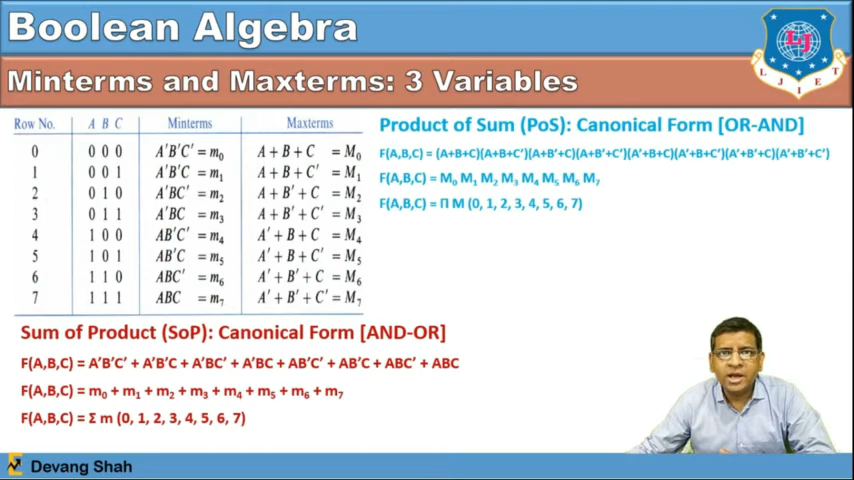 Boolean Algebra
LJ
LJIET
Minterms and Maxterms: 3 Variables
Row No. A B C Minterms Maxterms
0 0 0 0 A'B'C' = m₀ A + B + C = M₀
1 0 0 1 A'B'C = m₁ A + B + C' = M₁
2 0 1 0 A'BC' = m₂ A + B' + C = M₂
3 0 1 1 A'BC = m₃ A + B' + C' = M₃
4 1 0 0 AB'C' = m₄ A' + B + C = M₄
5 1 0 1 AB'C = m₅ A' + B + C' = M₅
6 1 1 0 ABC' = m₆ A' + B' + C = M₆
7 1 1 1 ABC = m₇ A' + B' + C' = M₇
Product of Sum (PoS): Canonical Form [OR-AND]
F(A,B,C) = (A+B+C)(A+B+C')(A+B'+C)(A+B'+C')(A'+B+C)(A'+B+C')(A'+B'+C)(A'+B'+C')
F(A,B,C) = M₀ M₁ M₂ M₃ M₄ M₅ M₆ M₇
F(A,B,C) = Π M (0, 1, 2, 3, 4, 5, 6, 7)
Sum of Product (SoP): Canonical Form [AND-OR]
F(A,B,C) = A'B'C' + A'B'C + A'BC' + A'BC + AB'C' + AB'C + ABC' + ABC
F(A,B,C) = m₀ + m₁ + m₂ + m₃ + m₄ + m₅ + m₆ + m₇
F(A,B,C) = Σ m (0, 1, 2, 3, 4, 5, 6, 7)
Devang Shah